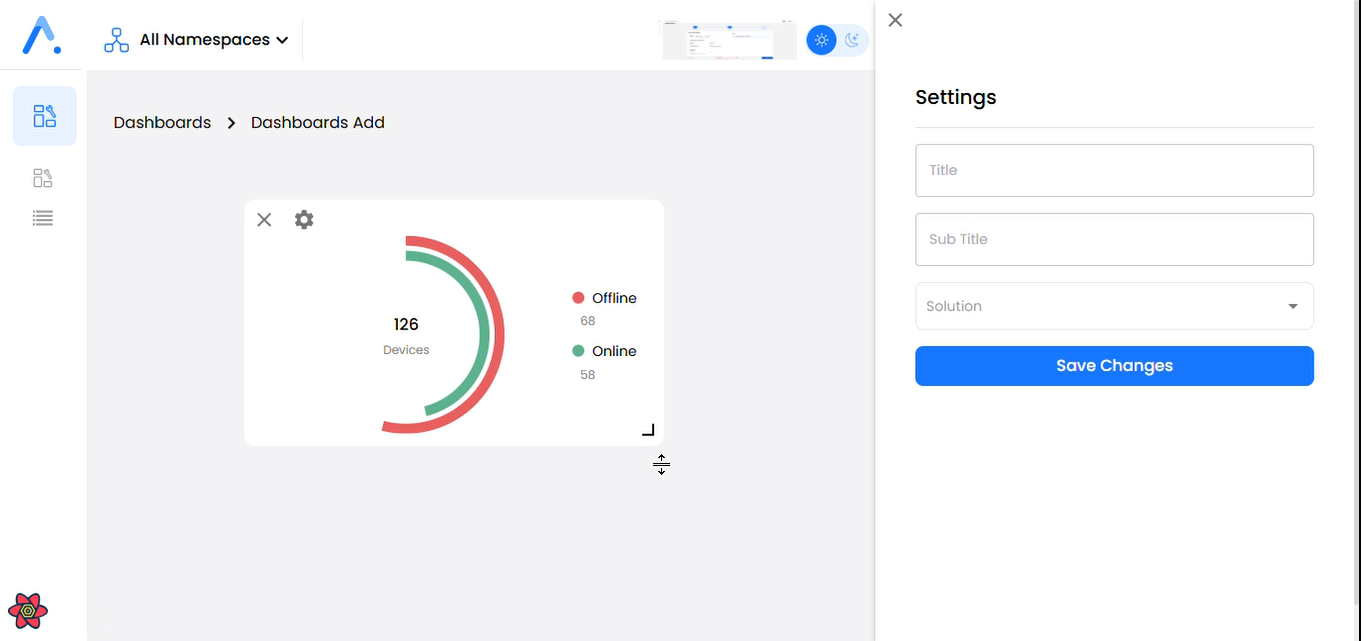 All Namespaces
Dashboards > Dashboards Add
126
Devices
Offline
68
Online
58
Settings
Title
Sub Title
Solution
Save Changes